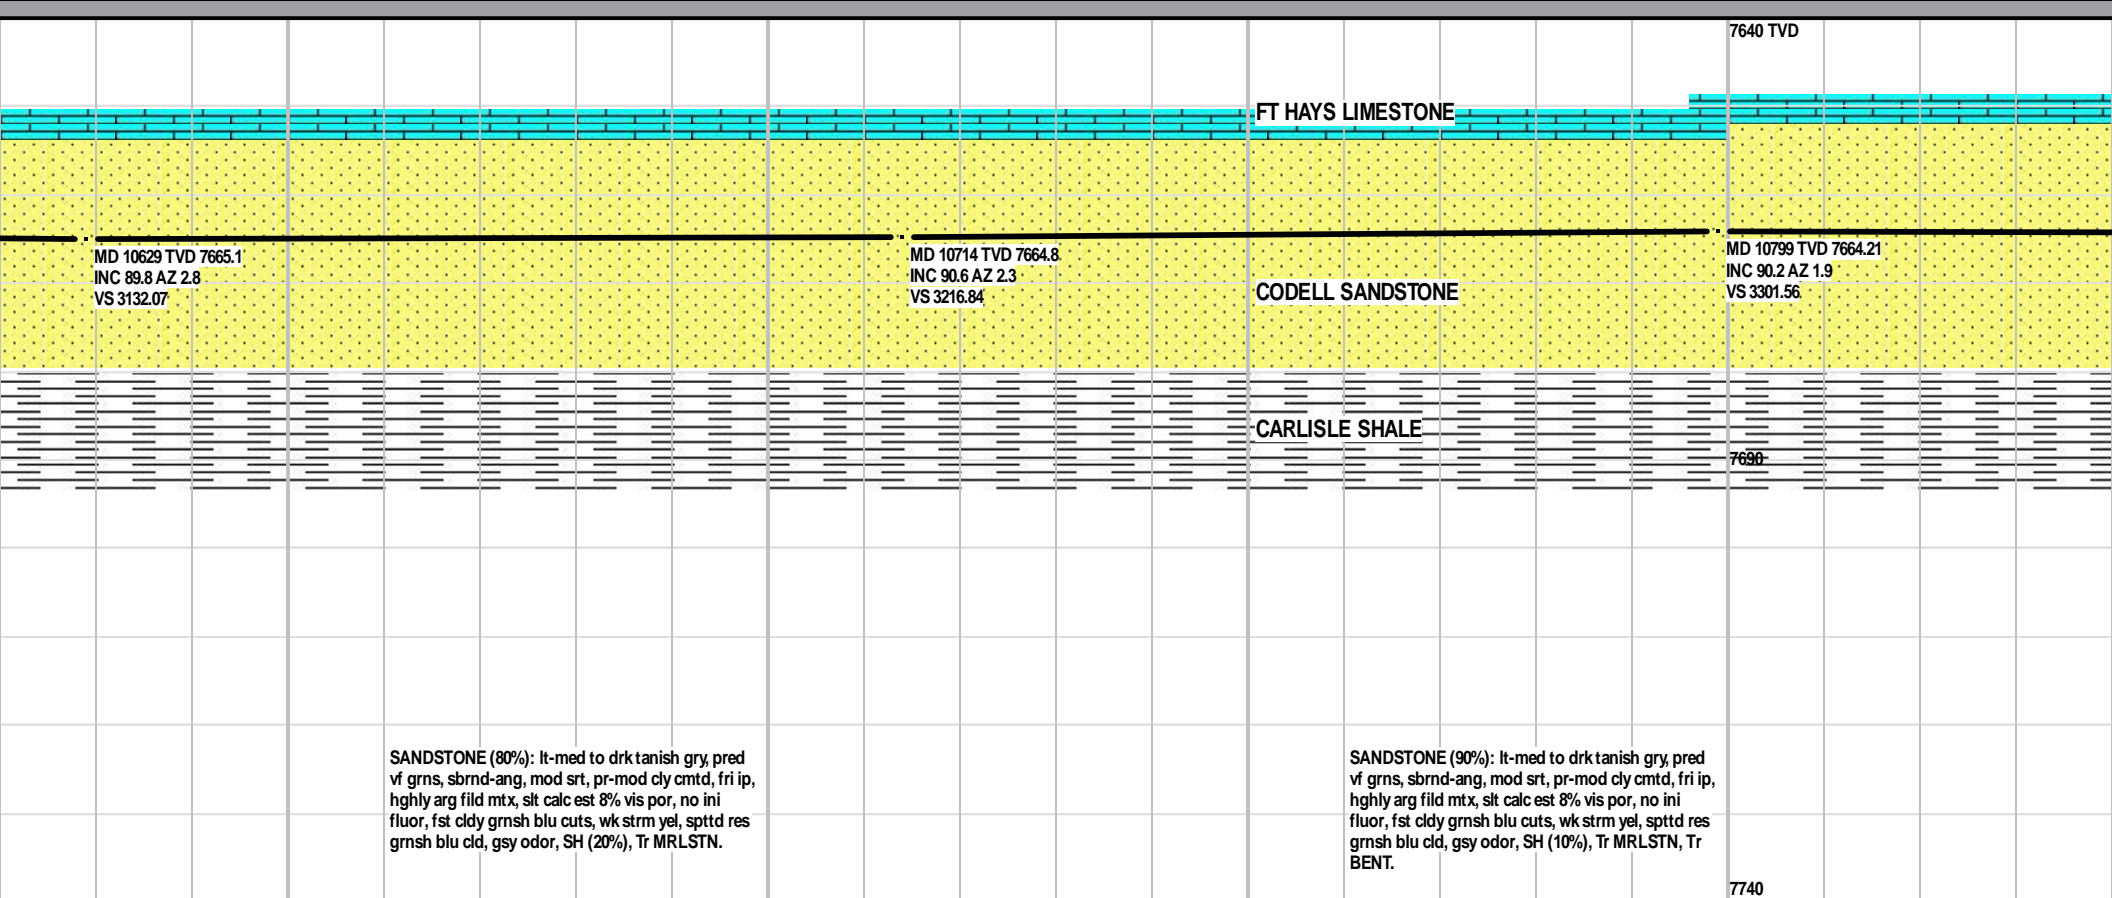 7640 TVD
FT HAYS LIMESTONE
MD 10629 TVD 7665.1
INC 89.8 AZ 2.8
VS 3132.07
MD 10714 TVD 7664.8
INC 90.6 AZ 2.3
VS 3216.84
MD 10799 TVD 7664.21
INC 90.2 AZ 1.9
VS 3301.56
CODELL SANDSTONE
CARLISLE SHALE
7690
SANDSTONE (80%): lt-med to drk tanish gry, pred
vf grns, sbrnd-ang, mod srt, pr-mod cly cmtd, fri ip,
hghly arg fild mtx, slt calc est 8% vis por, no ini
fluor, fst cldy grnsh blu cuts, wk strm yel, spttd res
grnsh blu cld, gsy odor, SH (20%), Tr MRLSTN.
SANDSTONE (90%): lt-med to drk tanish gry, pred
vf grns, sbrnd-ang, mod srt, pr-mod cly cmtd, fri ip,
hghly arg fild mtx, slt calc est 8% vis por, no ini
fluor, fst cldy grnsh blu cuts, wk strm yel, spttd res
grnsh blu cld, gsy odor, SH (10%), Tr MRLSTN, Tr
BENT.
7740